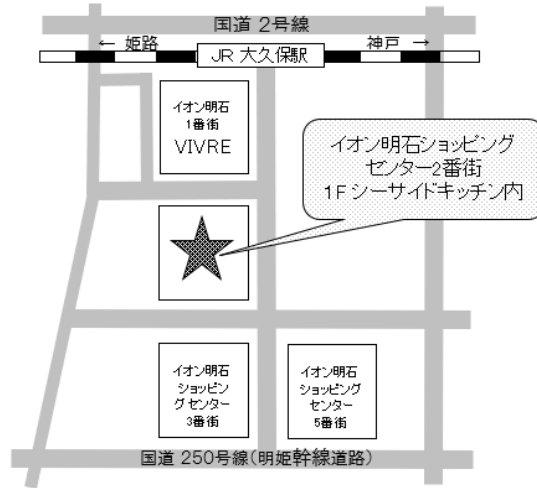 国道 2号線
← 姫路
神戸 →
JR 大久保駅
イオン明石
1番街
VIVRE
イオン明石ショッピング
センター2番街
1F シーサイドキッチン内
イオン明石
ショッピン
グセンター
3番街
イオン明石
ショッピング
センター
5番街
国道 250号線(明姫幹線道路)